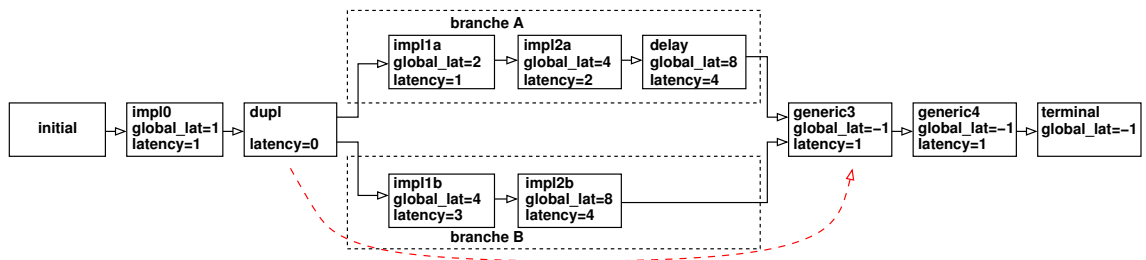 branche A
impl1a
global_lat=2
latency=1
impl2a
global_lat=4
latency=2
delay
global_lat=8
latency=4
initial
impl0
global_lat=1
latency=1
dupl
latency=0
generic3
global_lat=−1
latency=1
generic4
global_lat=−1
latency=1
terminal
global_lat=−1
impl1b
global_lat=4
latency=3
impl2b
global_lat=8
latency=4
branche B